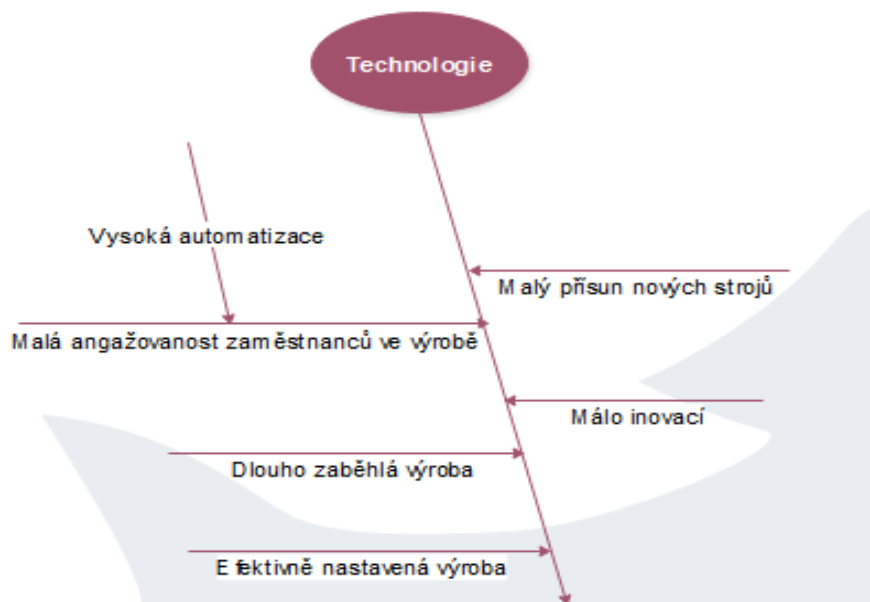 Technologie
Vysoká automatizace
Malý přísun nových strojů
Malá angažovanost zaměstnanců ve výrobě
Málo inovací
Dlouho zaběhlá výroba
Efektivně nastavená výroba